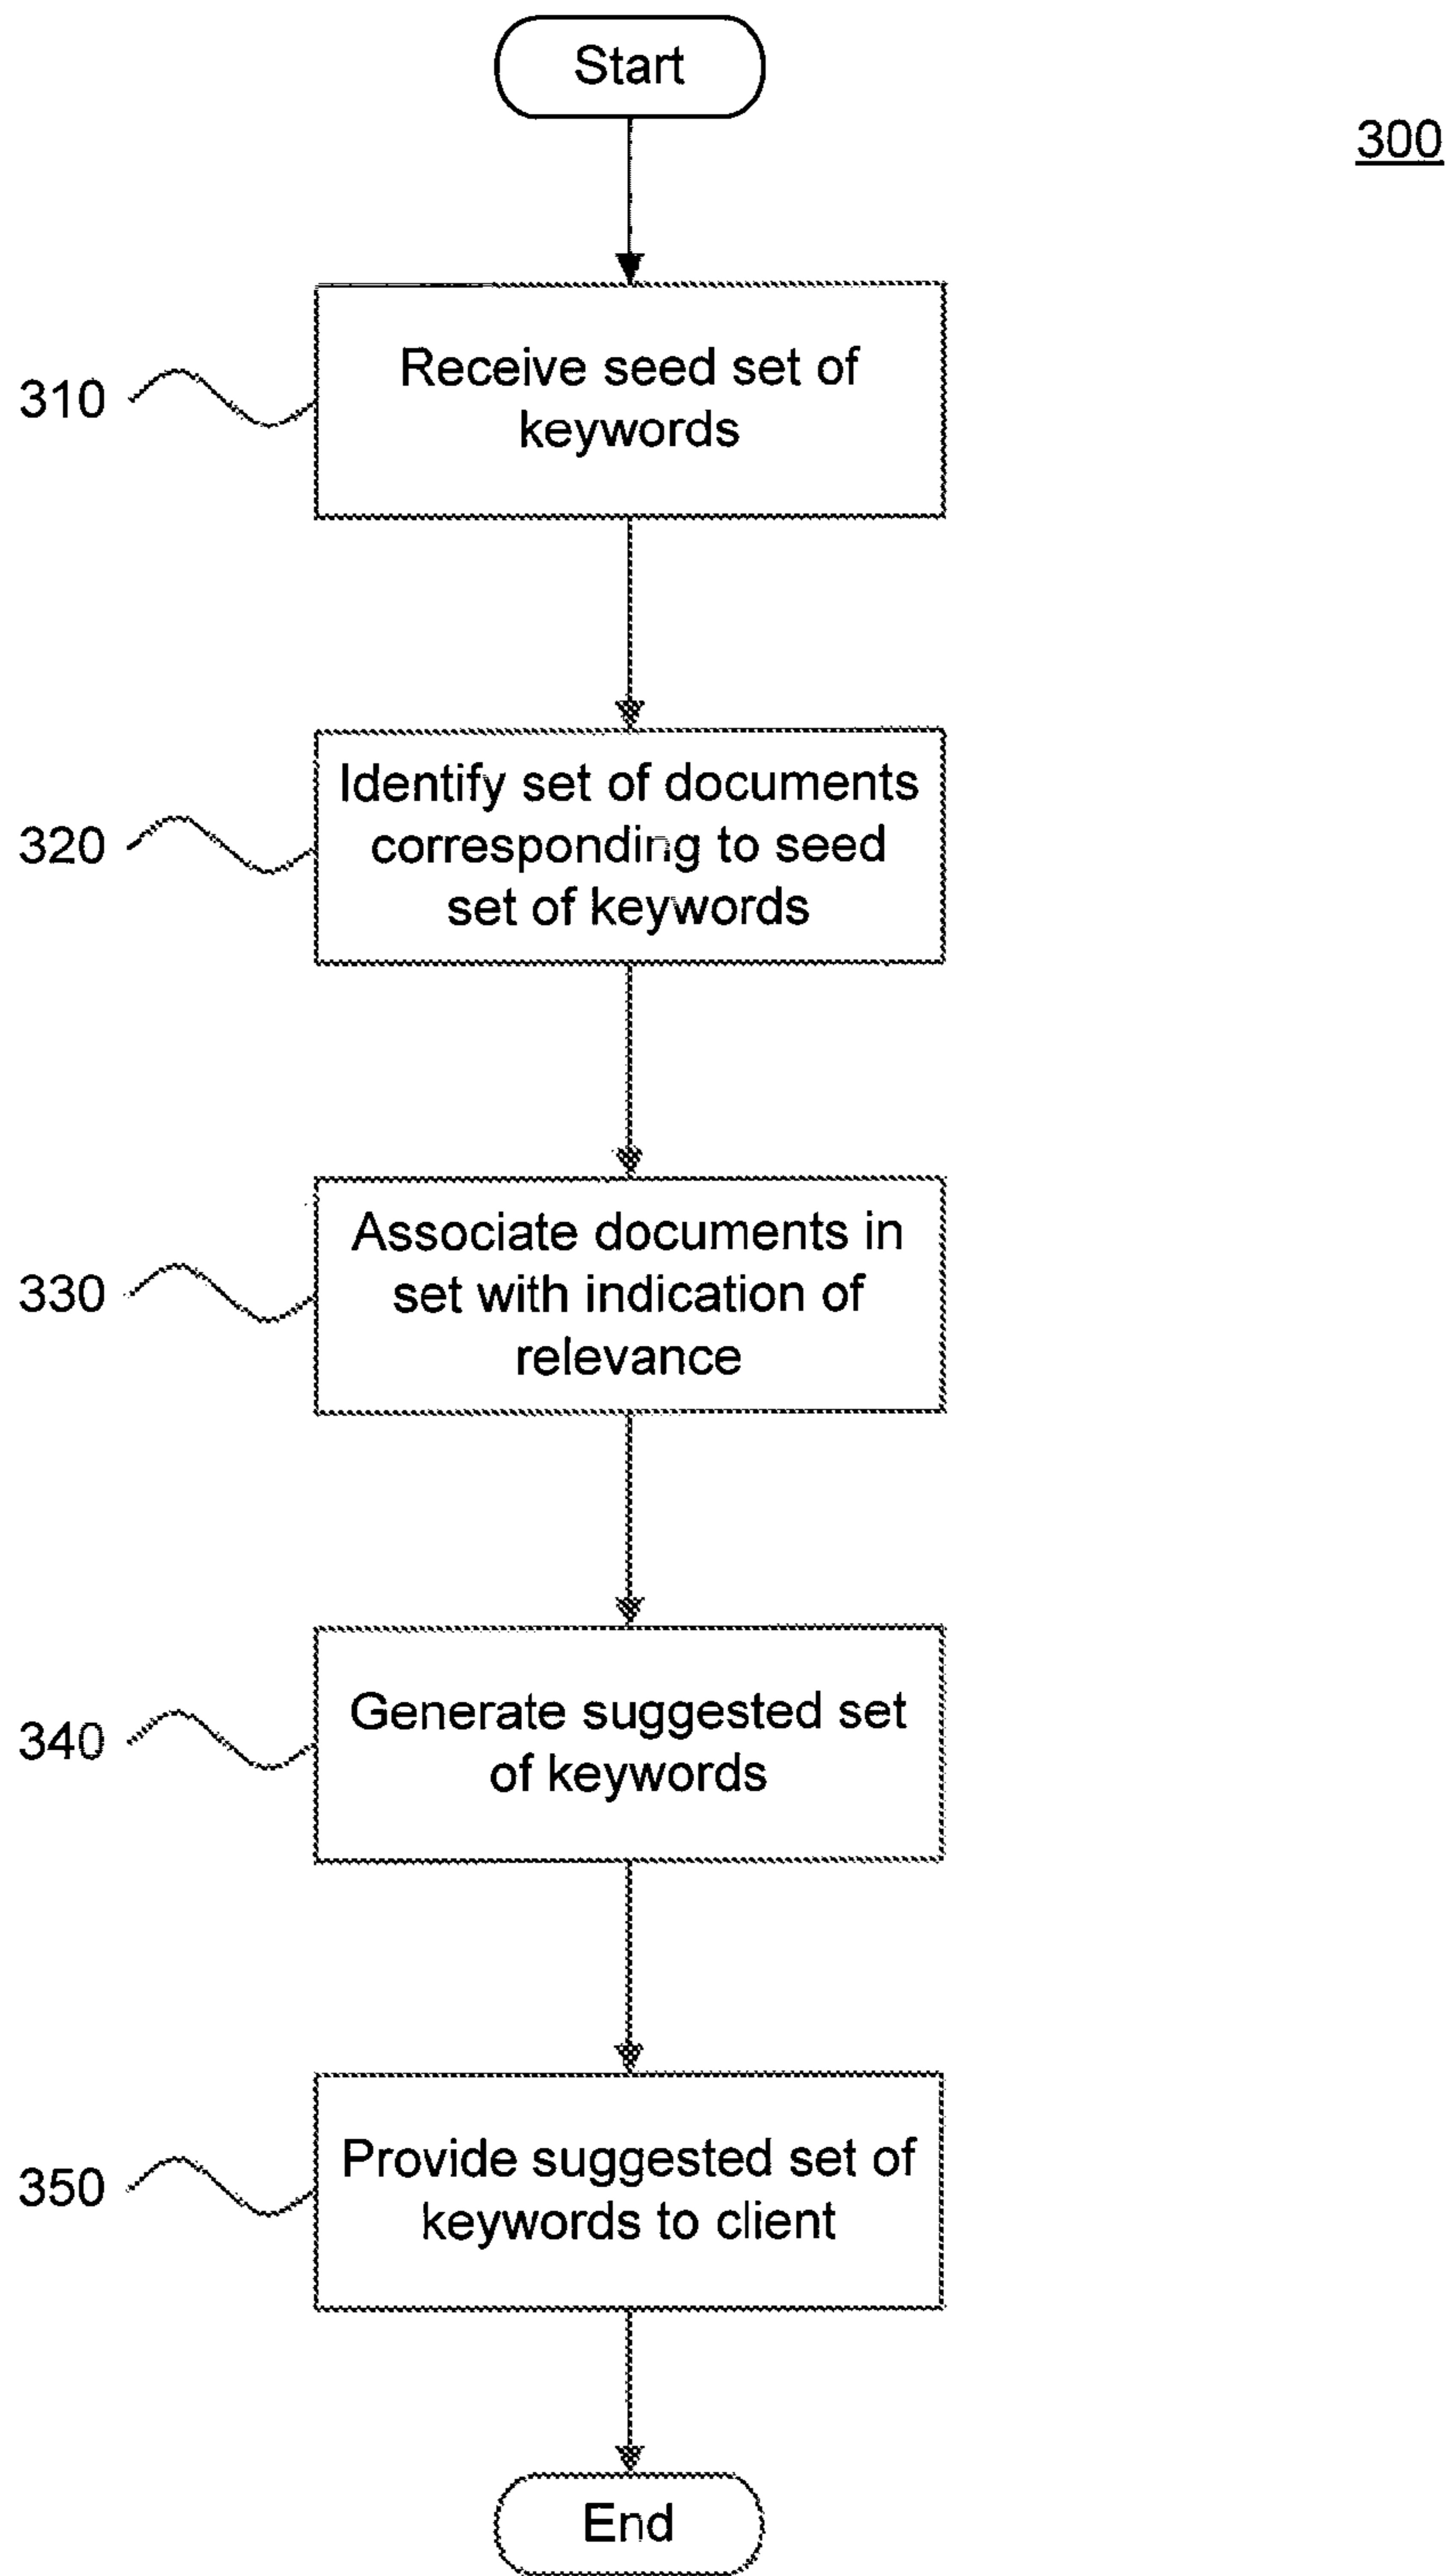 Start
300
310
Receive seed set of
keywords
320
Identify set of documents
corresponding to seed
set of keywords
330
Associate documents in
set with indication of
relevance
340
Generate suggested set
of keywords
350
Provide suggested set of
keywords to client
End